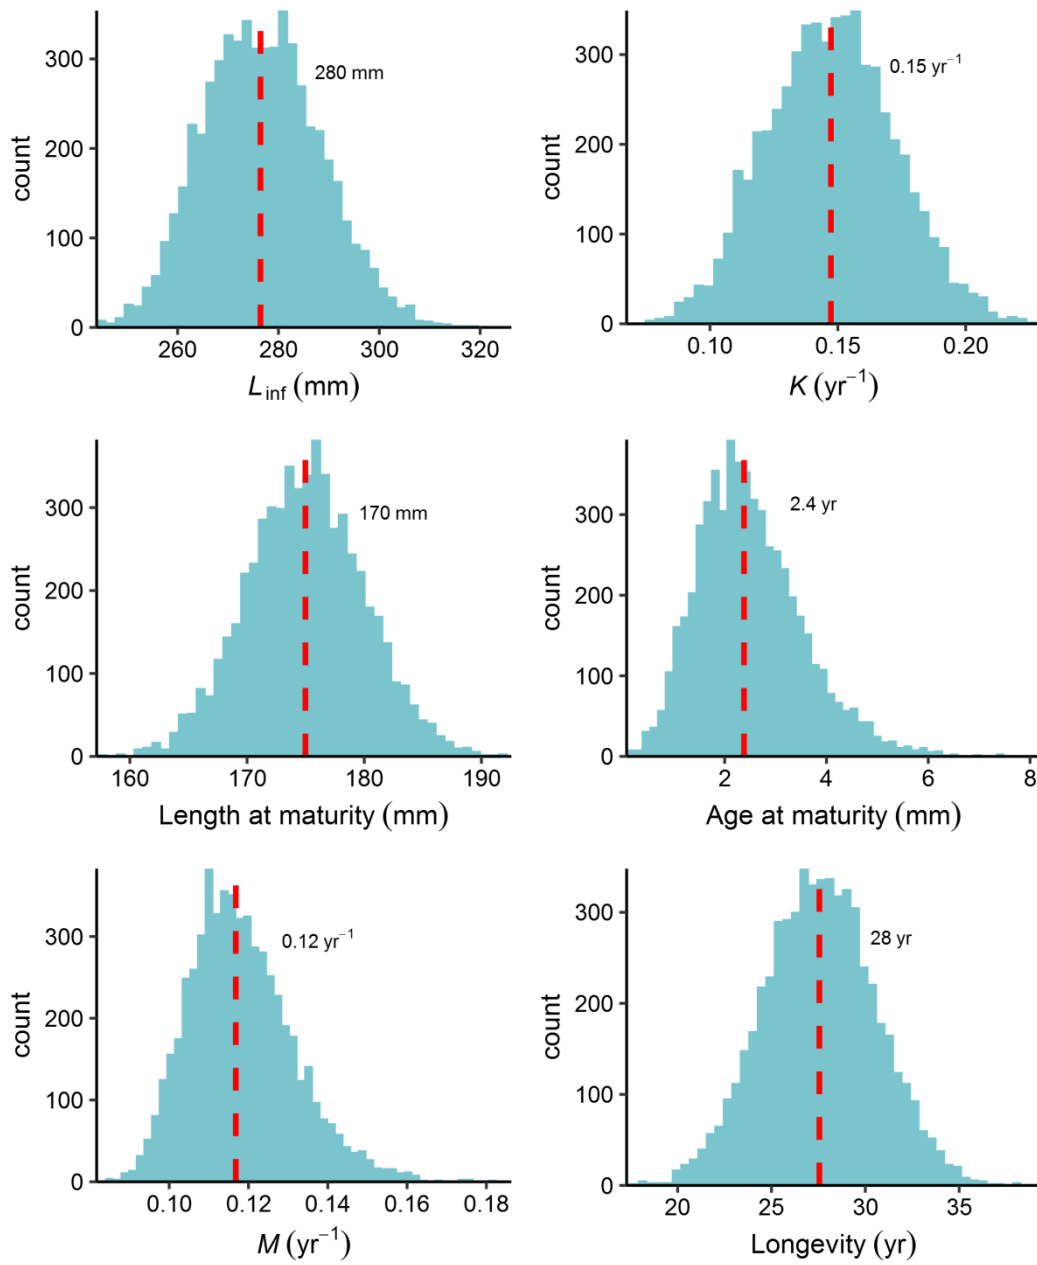 300
200
100
0
count
280 mm
260
280
300
320
L_inf (mm)
300
200
100
0
count
0.15 yr⁻¹
0.10
0.15
0.20
K (yr⁻¹)
300
200
100
0
count
170 mm
160
170
180
190
Length at maturity (mm)
300
200
100
0
count
2.4 yr
2
4
6
8
Age at maturity (mm)
300
200
100
0
count
0.12 yr⁻¹
0.10
0.12
0.14
0.16
0.18
M (yr⁻¹)
300
200
100
0
count
28 yr
20
25
30
35
Longevity (yr)